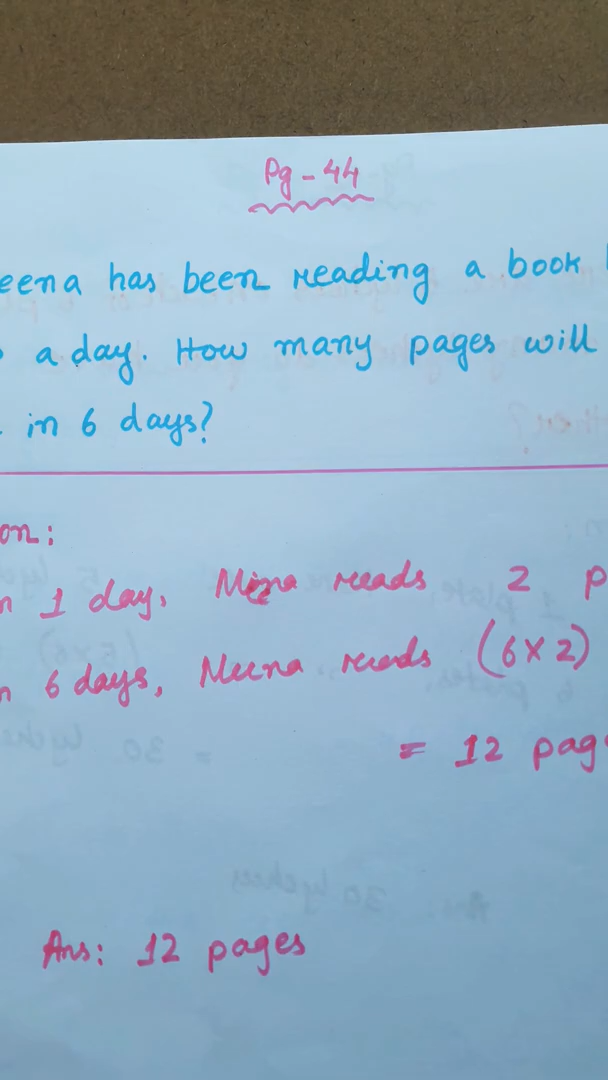 Pg - 44
eena has been reading a book
a day. How many pages will
in 6 days?
on:
n 1 day, Mina reads 2 p
n 6 days, Meena reads (6×2)
= 12 pag
Ans: 12 pages